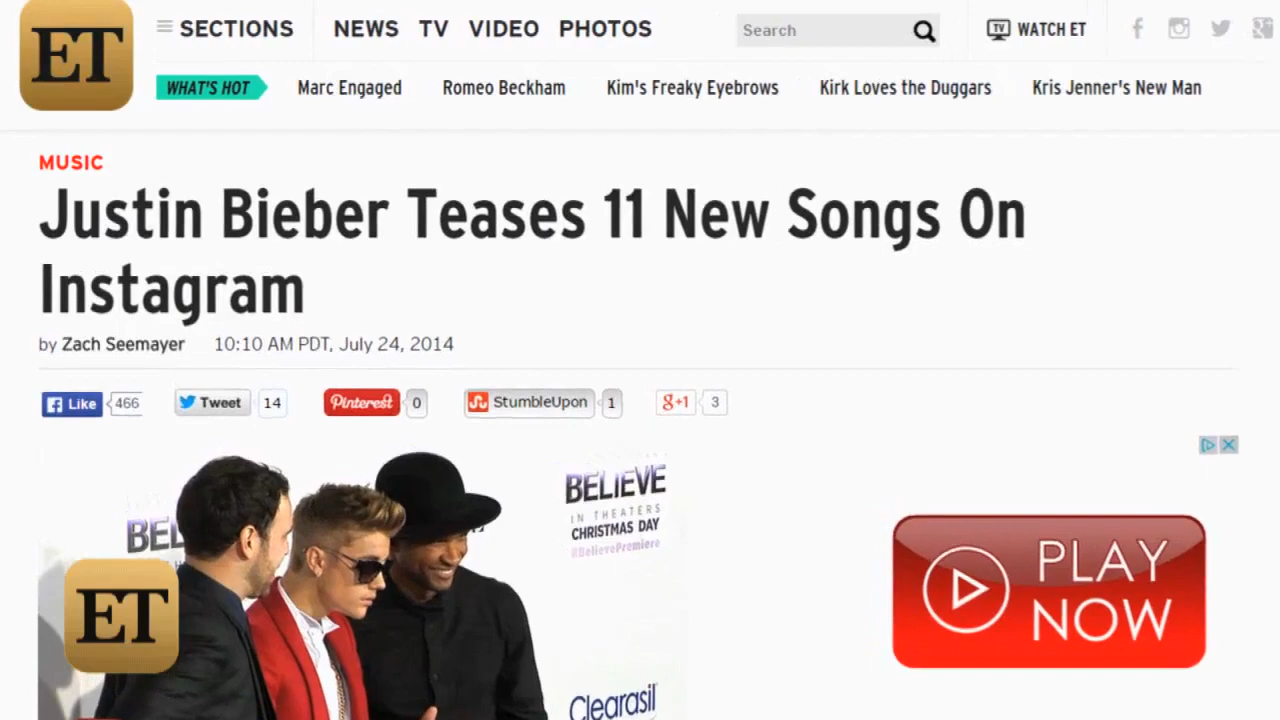 ET
SECTIONS NEWS TV VIDEO PHOTOS Search TV WATCH ET
WHAT'S HOT Marc Engaged Romeo Beckham Kim's Freaky Eyebrows Kirk Loves the Duggars Kris Jenner's New Man
MUSIC
Justin Bieber Teases 11 New Songs On
Instagram
by Zach Seemayer 10:10 AM PDT, July 24, 2014
Like 466 Tweet 14 Pinterest 0 StumbleUpon 1 g+1 3
BELIEVE
IN THEATERS
CHRISTMAS DAY
#BelievePremiere
BEL
ET
PLAY
NOW
Clearasil